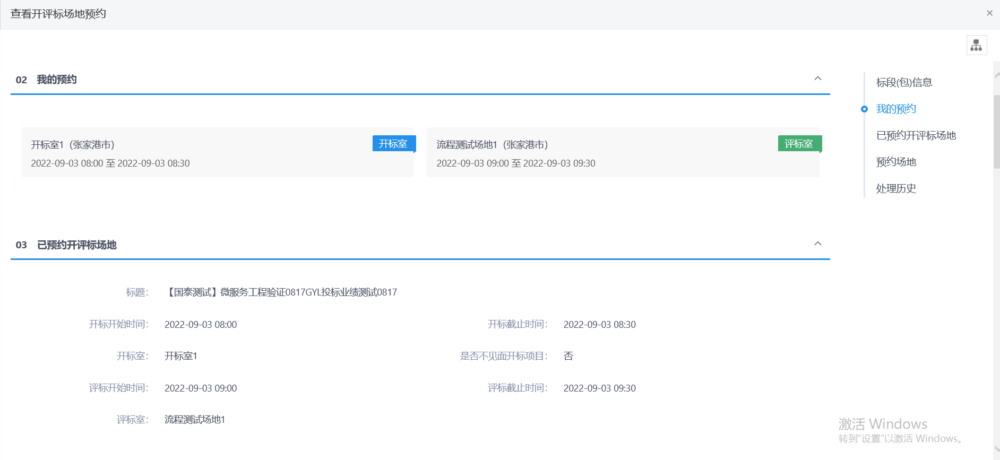 查看开评标场地预约
02 我的预约
开标室1（张家港市）
开标室
2022-09-03 08:00 至 2022-09-03 08:30
流程测试场地1（张家港市）
评标室
2022-09-03 09:00 至 2022-09-03 09:30
03 已预约开评标场地
标题： 【国泰测试】微服务工程验证0817GYL投标业绩测试0817
开标开始时间： 2022-09-03 08:00 开标截止时间： 2022-09-03 08:30
开标室： 开标室1 是否不见面开标项目： 否
评标开始时间： 2022-09-03 09:00 评标截止时间： 2022-09-03 09:30
评标室： 流程测试场地1
标段(包)信息
我的预约
已预约开评标场地
预约场地
处理历史
激活 Windows
转到“设置”以激活 Windows。